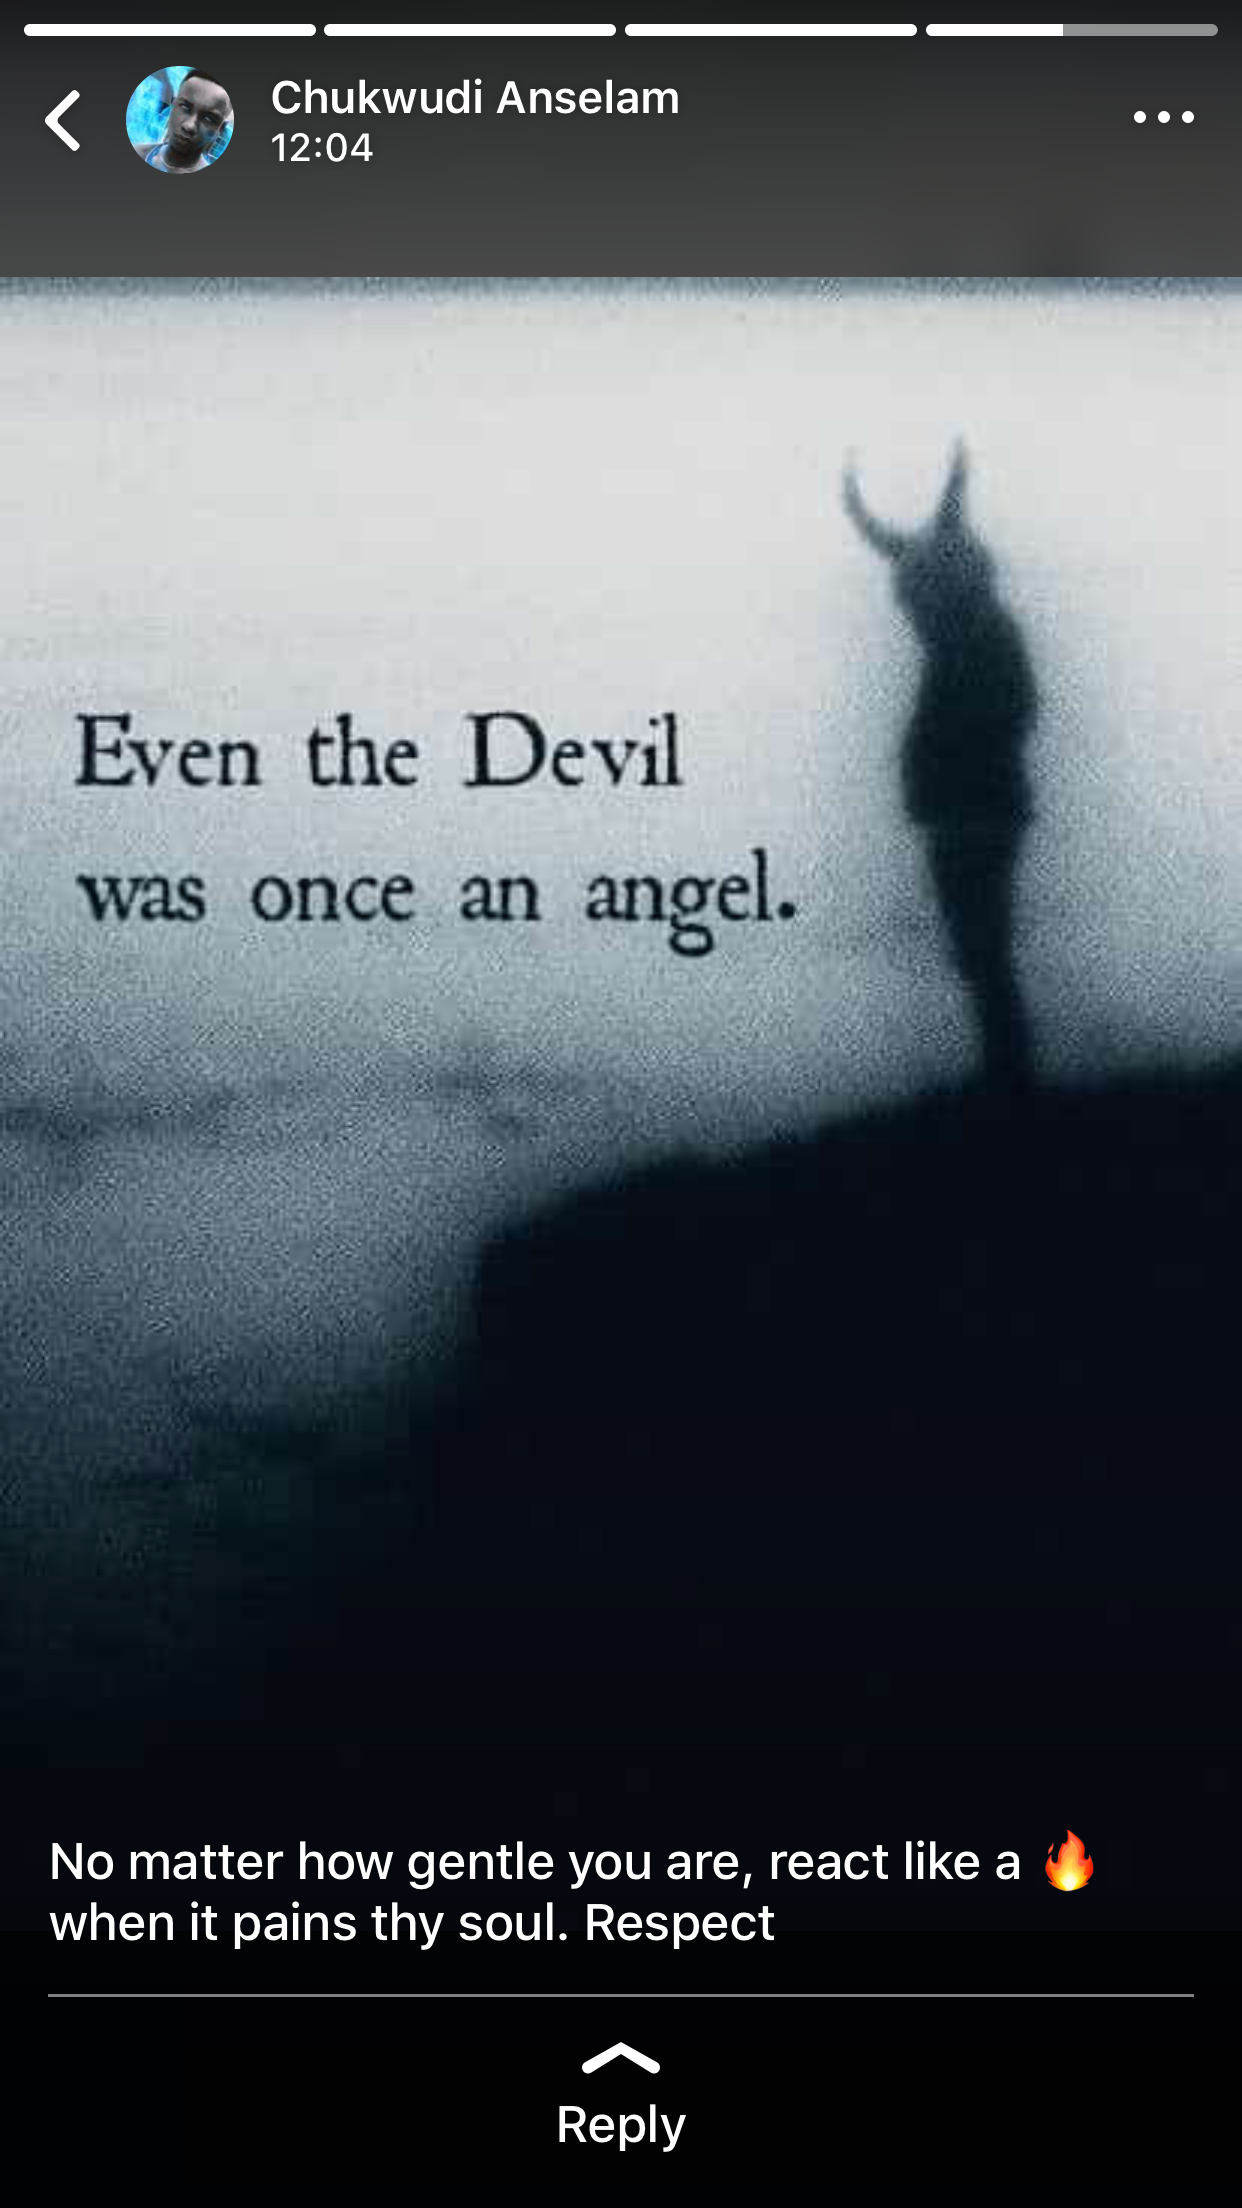 Chukwudi Anselam
12:04
Even the Devil
was once an angel.
No matter how gentle you are, react like a 🔥
when it pains thy soul. Respect
Reply